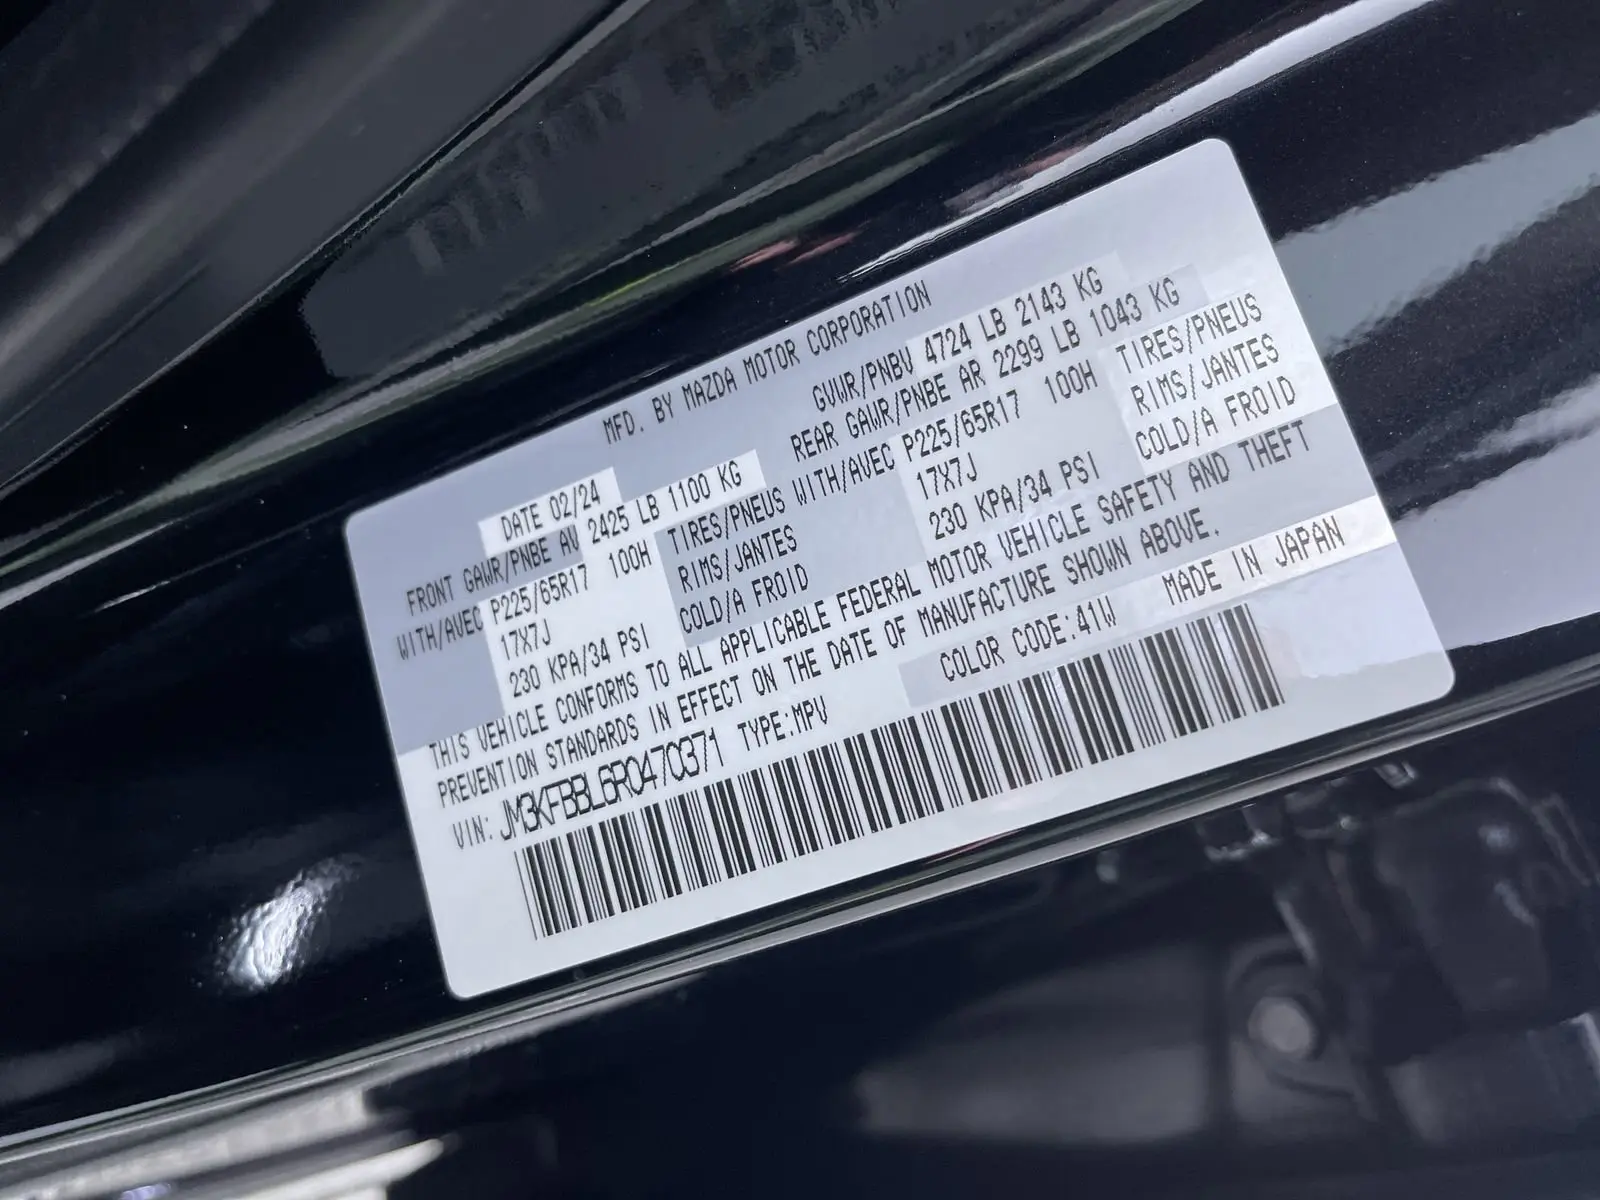 MFD. BY MAZDA MOTOR CORPORATION
DATE 02/24 GVWR/PNBV 4724 LB 2143 KG
FRONT GAWR/PNBE AV 2425 LB 1100 KG REAR GAWR/PNBE AR 2299 LB 1043 KG
WITH/AVEC P225/65R17 100H TIRES/PNEUS WITH/AVEC P225/65R17 100H TIRES/PNEUS
17X7J RIMS/JANTES 17X7J RIMS/JANTES
230 KPA/34 PSI COLD/A FROID 230 KPA/34 PSI COLD/A FROID
THIS VEHICLE CONFORMS TO ALL APPLICABLE FEDERAL MOTOR VEHICLE SAFETY AND THEFT
PREVENTION STANDARDS IN EFFECT ON THE DATE OF MANUFACTURE SHOWN ABOVE.
VIN: JM3KFBBL6R0470371 TYPE:MPV COLOR CODE:41W MADE IN JAPAN